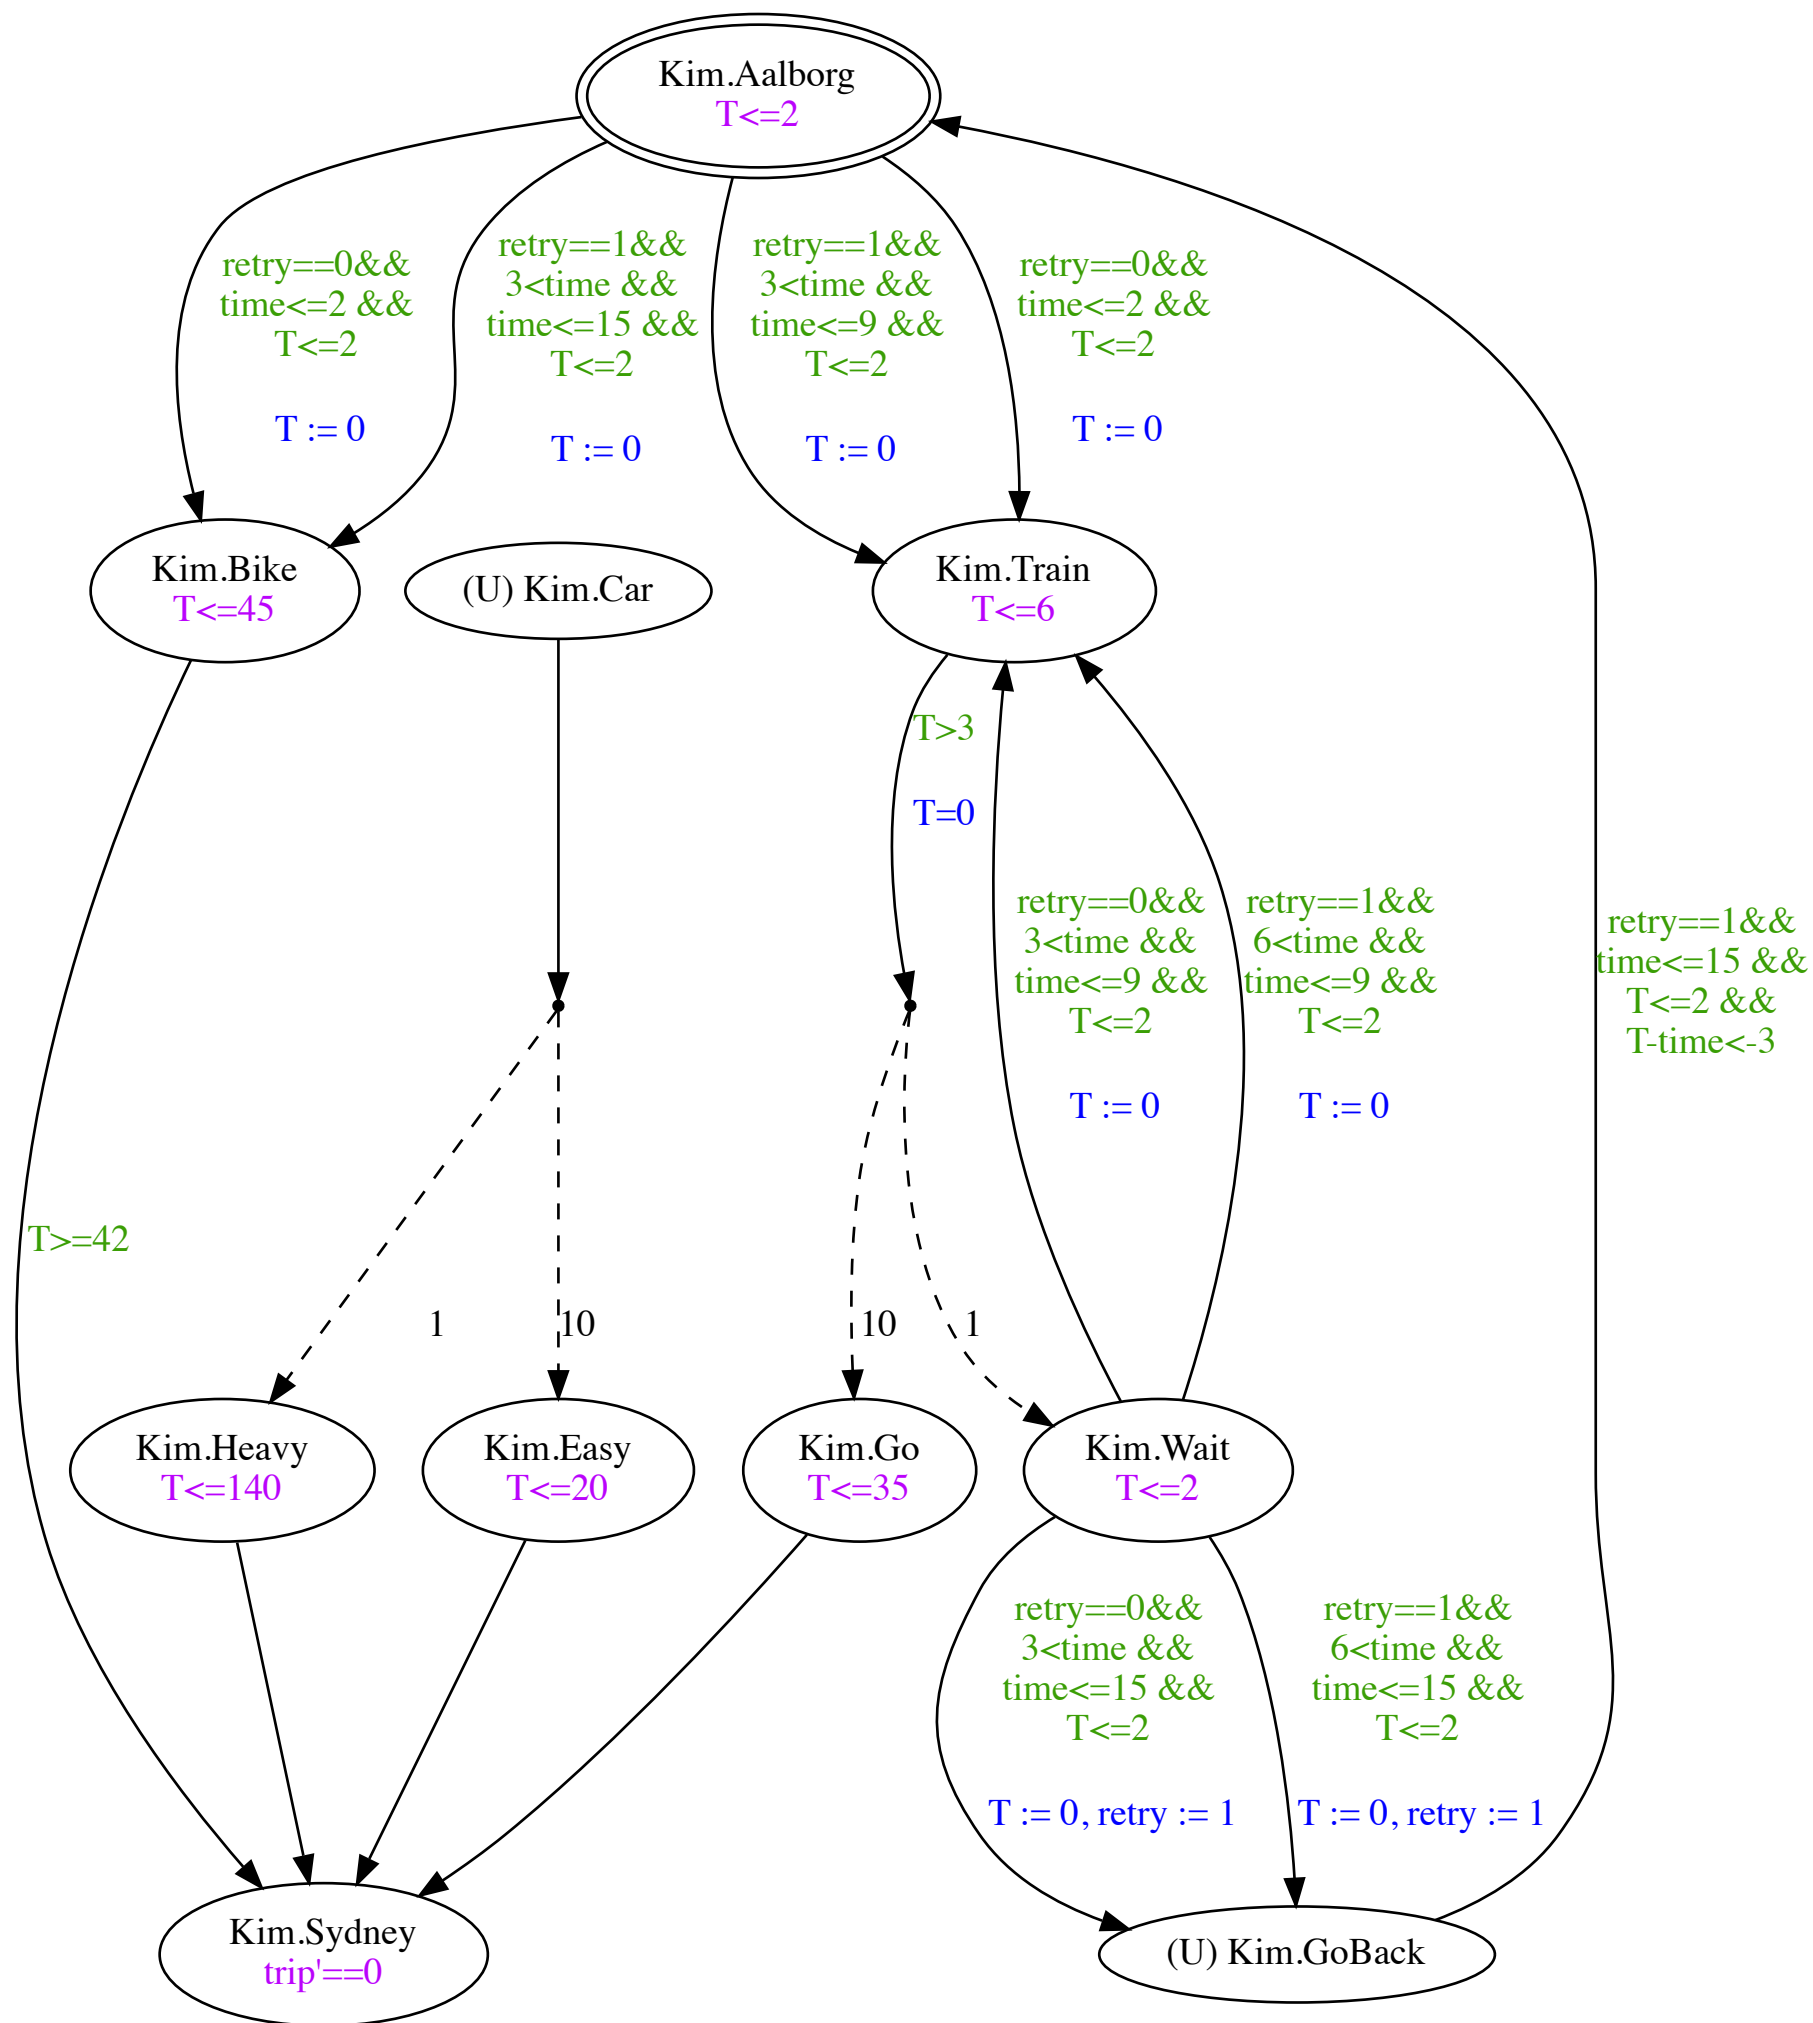 Kim.Aalborg
T<=2
retry==0&&
time<=2 &&
T<=2
T := 0
retry==1&&
3<time &&
time<=15 &&
T<=2
T := 0
retry==1&&
3<time &&
time<=9 &&
T<=2
T := 0
retry==0&&
time<=2 &&
T<=2
T := 0
Kim.Bike
T<=45
(U) Kim.Car
Kim.Train
T<=6
T>3
T=0
retry==0&&
3<time &&
time<=9 &&
T<=2
T := 0
retry==1&&
6<time &&
time<=9 &&
T<=2
T := 0
retry==1&&
time<=15 &&
T<=2 &&
T-time<-3
T>=42
1
10
10
1
Kim.Heavy
T<=140
Kim.Easy
T<=20
Kim.Go
T<=35
Kim.Wait
T<=2
retry==0&&
3<time &&
time<=15 &&
T<=2
T := 0, retry := 1
retry==1&&
6<time &&
time<=15 &&
T<=2
T := 0, retry := 1
Kim.Sydney
trip'==0
(U) Kim.GoBack